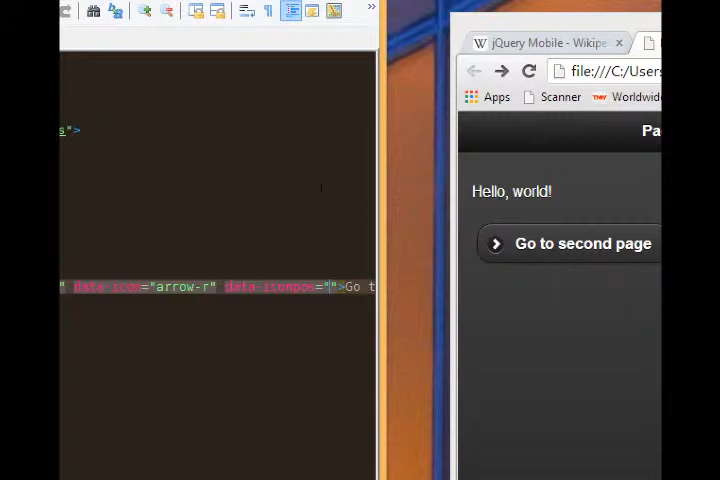 s">
" data-icon="arrow-r" data-iconpos="">Go t
W jQuery Mobile - Wikipe
file:///C:/Users
Apps Scanner THW Worldwid
Pa
Hello, world!
Go to second page